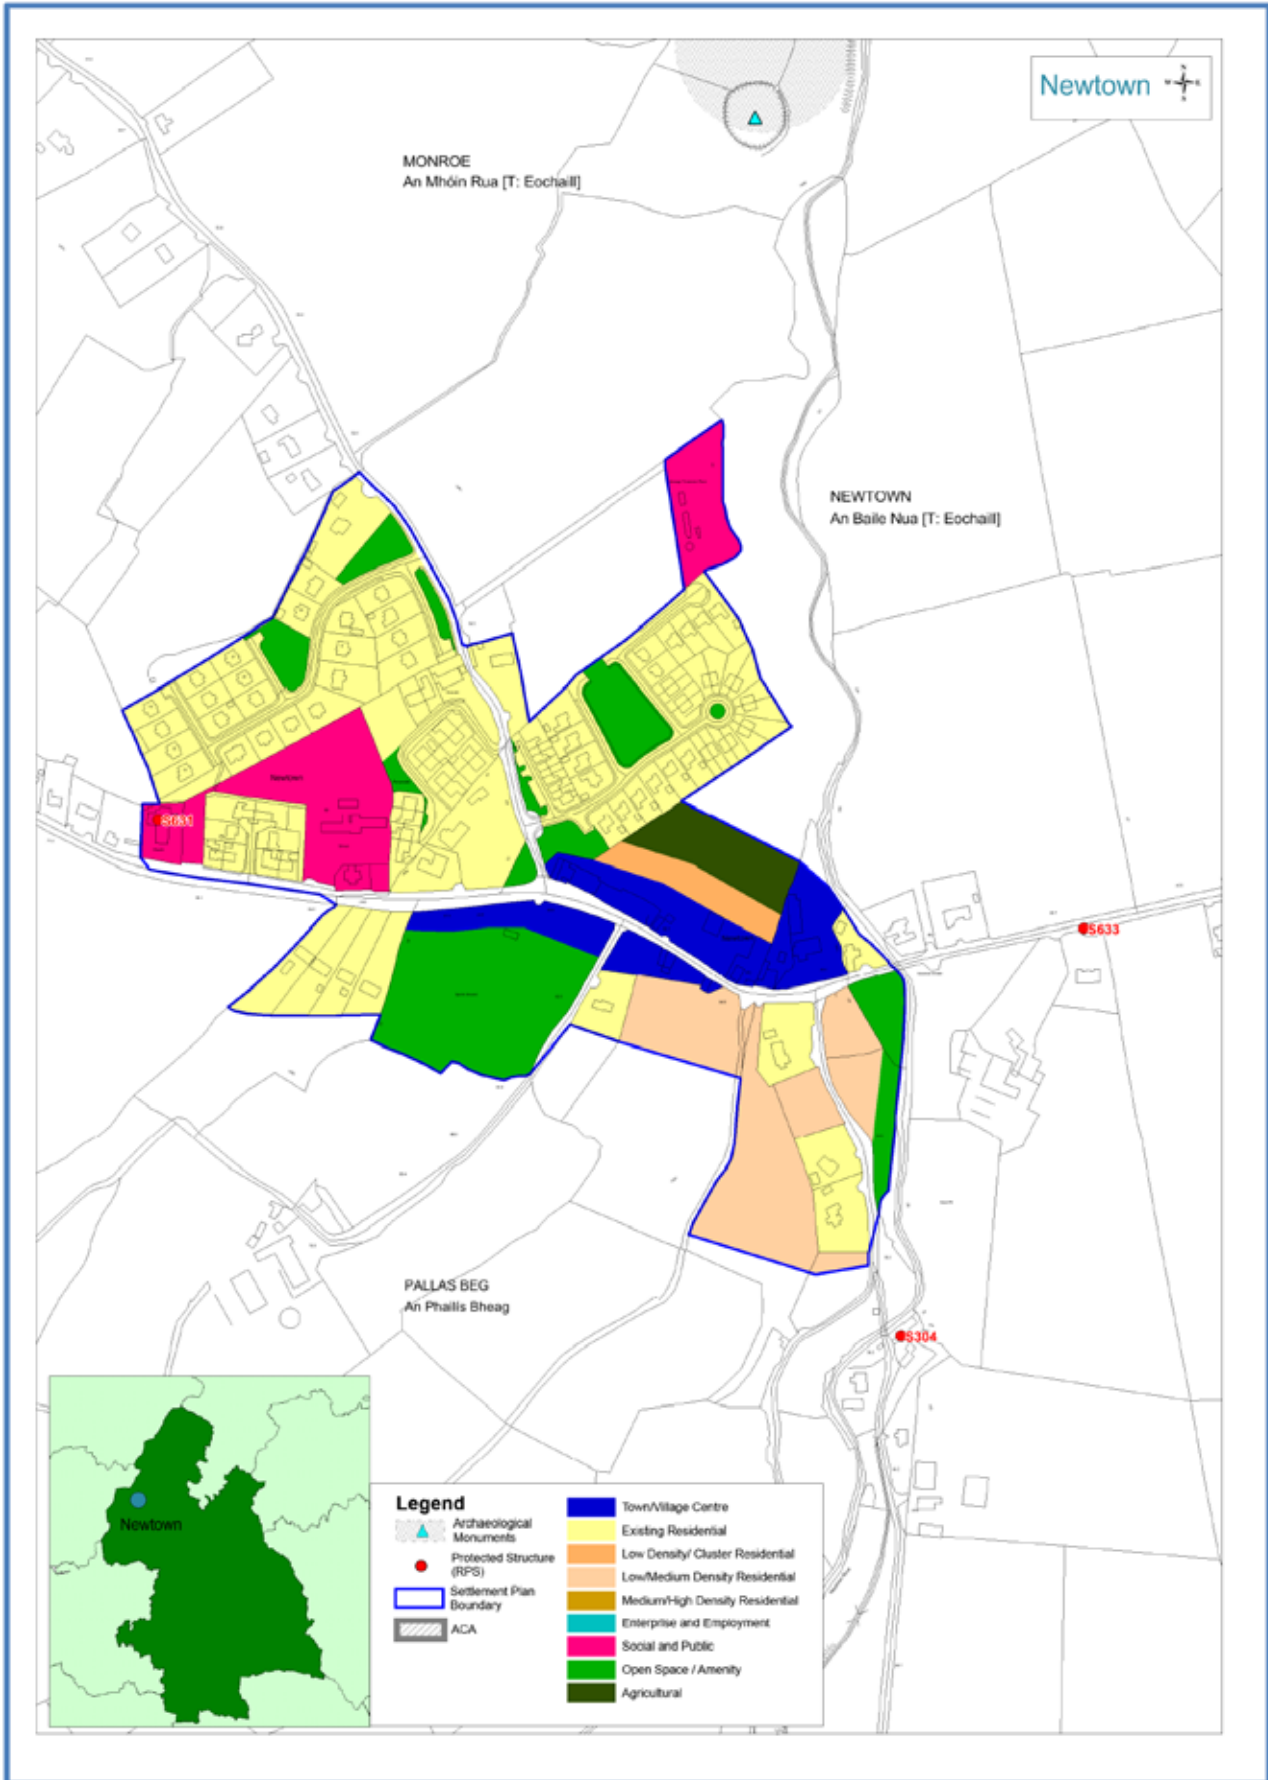 Newtown
MONROE
An Mhóin Rua [T: Eochaill]
NEWTOWN
An Baile Nua [T: Eochaill]
Newtown
S633
PALLAS BEG
An Phailís Bheag
S304
Newtown
Legend
Archaeological
Monuments
Protected Structure
(RPS)
Settlement Plan
Boundary
ACA
Town/Village Centre
Existing Residential
Low Density/ Cluster Residential
Low/Medium Density Residential
Medium/High Density Residential
Enterprise and Employment
Social and Public
Open Space / Amenity
Agricultural